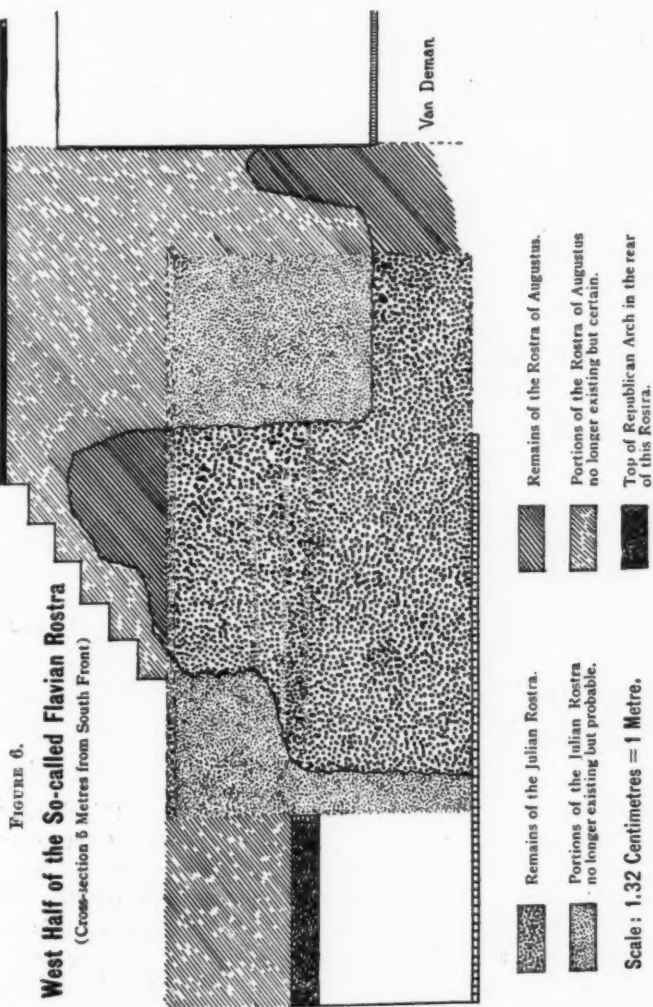 FIGURE 6.
West Half of the So-called Flavian Rostra
(Cross-section 5 Metres from South Front)
Van Deman
Remains of the Julian Rostra.
Portions of the Julian Rostra
no longer existing but probable.
Scale: 1.32 Centimetres = 1 Metre.
Remains of the Rostra of Augustus.
Portions of the Rostra of Augustus
no longer existing but certain.
Top of Republican Arch in the rear
of this Rostra.